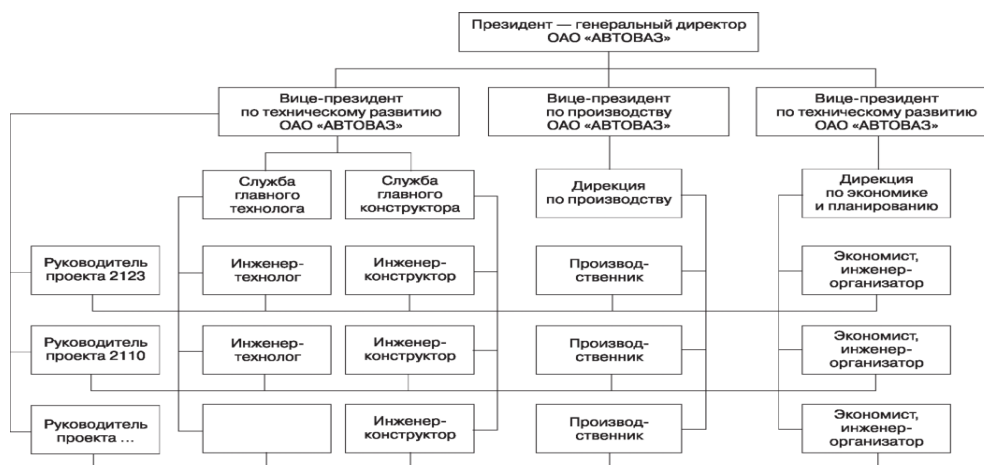 Президент — генеральный директор
ОАО «АВТОВАЗ»
Вице-президент
по техническому развитию
ОАО «АВТОВАЗ»
Вице-президент
по производству
ОАО «АВТОВАЗ»
Вице-президент
по техническому развитию
ОАО «АВТОВАЗ»
Служба
главного
технолога
Служба
главного
конструктора
Дирекция
по производству
Дирекция
по экономике
и планированию
Руководитель
проекта 2123
Инженер-
технолог
Инженер-
конструктор
Производ-
ственник
Экономист,
инженер-
организатор
Руководитель
проекта 2110
Инженер-
технолог
Инженер-
конструктор
Производ-
ственник
Экономист,
инженер-
организатор
Руководитель
проекта ...
Инженер-
конструктор
Производ-
ственник
Экономист,
инженер-
организатор